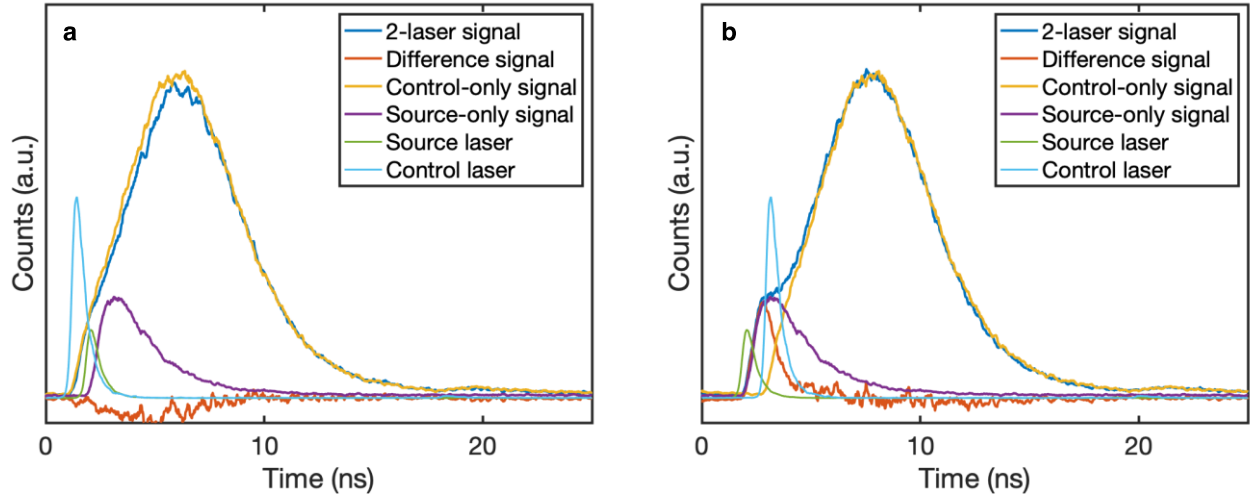 a
2-laser signal
Difference signal
Control-only signal
Source-only signal
Source laser
Control laser
Counts (a.u.)
0
10
20
Time (ns)
b
2-laser signal
Difference signal
Control-only signal
Source-only signal
Source laser
Control laser
Counts (a.u.)
0
10
20
Time (ns)